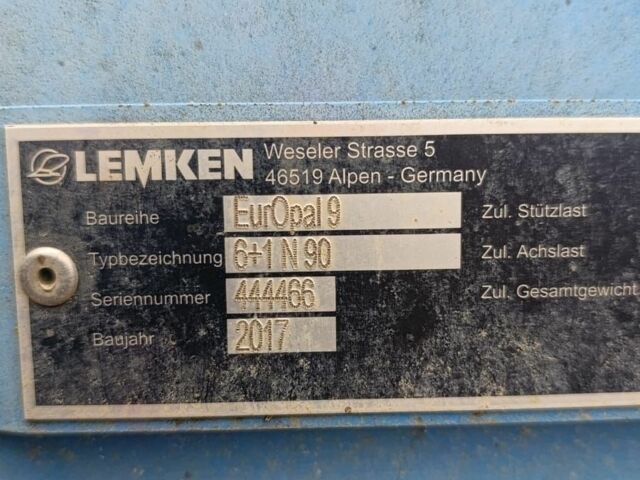 LEMKEN Weseler Strasse 5
46519 Alpen - Germany
Baureihe EurOpal 9 Zul. Stützlast
Typbezeichnung 6+1 N 90 Zul. Achslast
Seriennummer 444466 Zul. Gesamtgewicht
Baujahr 2017